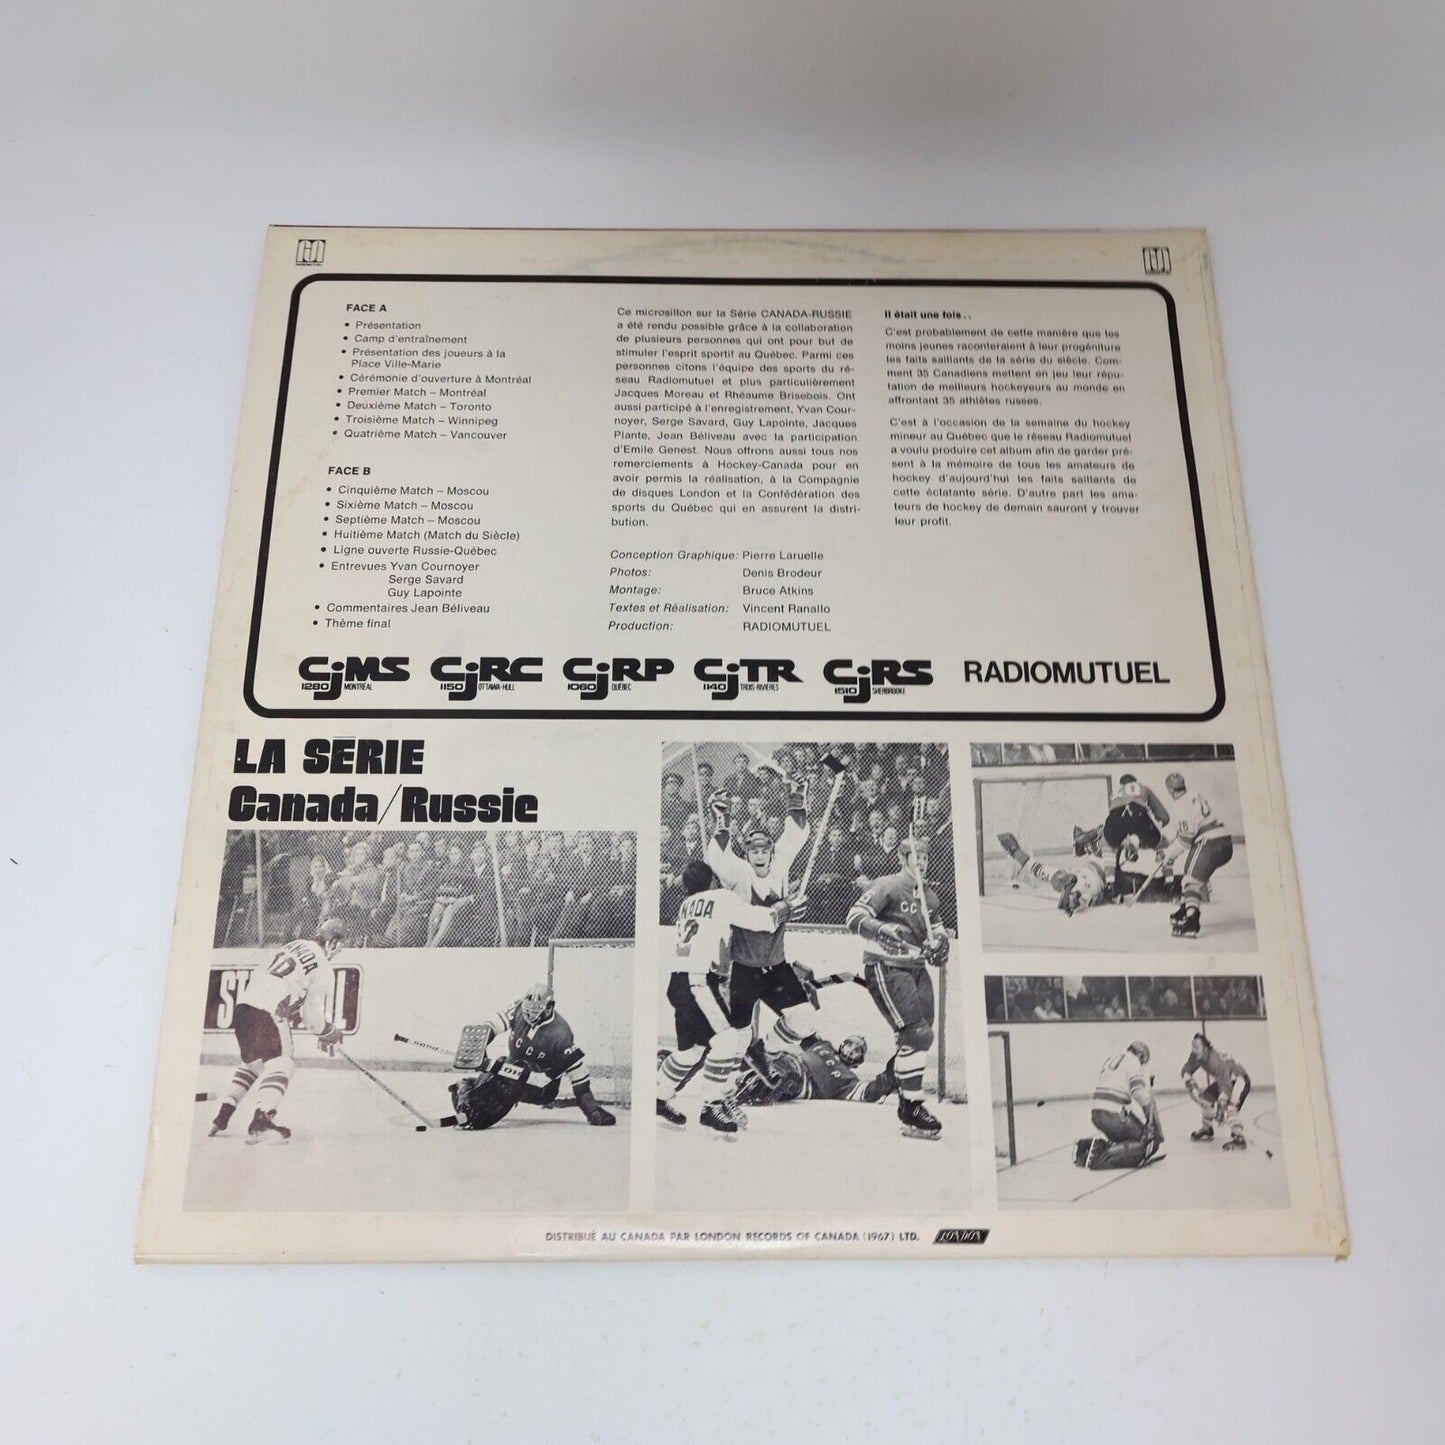 RADIOMUTUEL
FACE A
• Présentation
• Camp d'entraînement
• Présentation des joueurs à la
Place Ville-Marie
• Cérémonie d'ouverture à Montréal
• Premier Match – Montréal
• Deuxième Match – Toronto
• Troisième Match – Winnipeg
• Quatrième Match – Vancouver
FACE B
• Cinquième Match – Moscou
• Sixième Match – Moscou
• Septième Match – Moscou
• Huitième Match (Match du Siècle)
• Ligne ouverte Russie-Québec
• Entrevues Yvan Cournoyer
Serge Savard
Guy Lapointe
• Commentaires Jean Béliveau
• Thème final
Ce microsillon sur la Série CANADA-RUSSIE
a été rendu possible grâce à la collaboration
de plusieurs personnes qui ont pour but de
stimuler l'esprit sportif au Québec. Parmi ces
personnes citons l'équipe des sports du ré-
seau Radiomutuel et plus particulièrement
Jacques Moreau et Rhéaume Brisebois. Ont
aussi participé à l'enregistrement, Yvan Cour-
noyer, Serge Savard, Guy Lapointe, Jacques
Plante, Jean Béliveau avec la participation
d'Emile Genest. Nous offrons aussi tous nos
remerciements à Hockey-Canada pour en
avoir permis la réalisation, à la Compagnie
de disques London et la Confédération des
sports du Québec qui en assurent la distri-
bution.
Conception Graphique: Pierre Laruelle
Photos: Denis Brodeur
Montage: Bruce Atkins
Textes et Réalisation: Vincent Ranallo
Production: RADIOMUTUEL
Il était une fois . .
C'est probablement de cette manière que les
moins jeunes raconteraient à leur progéniture
les faits saillants de la série du siècle. Com-
ment 35 Canadiens mettent en jeu leur répu-
tation de meilleurs hockeyeurs au monde en
affrontant 35 athlètes russes.
C'est à l'occasion de la semaine du hockey
mineur au Québec que le réseau Radiomutuel
a voulu produire cet album afin de garder pré-
sent à la mémoire de tous les amateurs de
hockey d'aujourd'hui les faits saillants de
cette éclatante série. D'autre part les ama-
teurs de hockey de demain sauront y trouver
leur profit.
CjMS CjRC CjRP CjTR CjRS RADIOMUTUEL
1280 MONTRÉAL 1150 OTTAWA-HULL 1060 QUÉBEC 1140 TROIS-RIVIÈRES 1510 SHERBROOKE
LA SÉRIE
Canada/Russie
CCCP
CCCP
DISTRIBUÉ AU CANADA PAR LONDON RECORDS OF CANADA (1967) LTD. LONDON